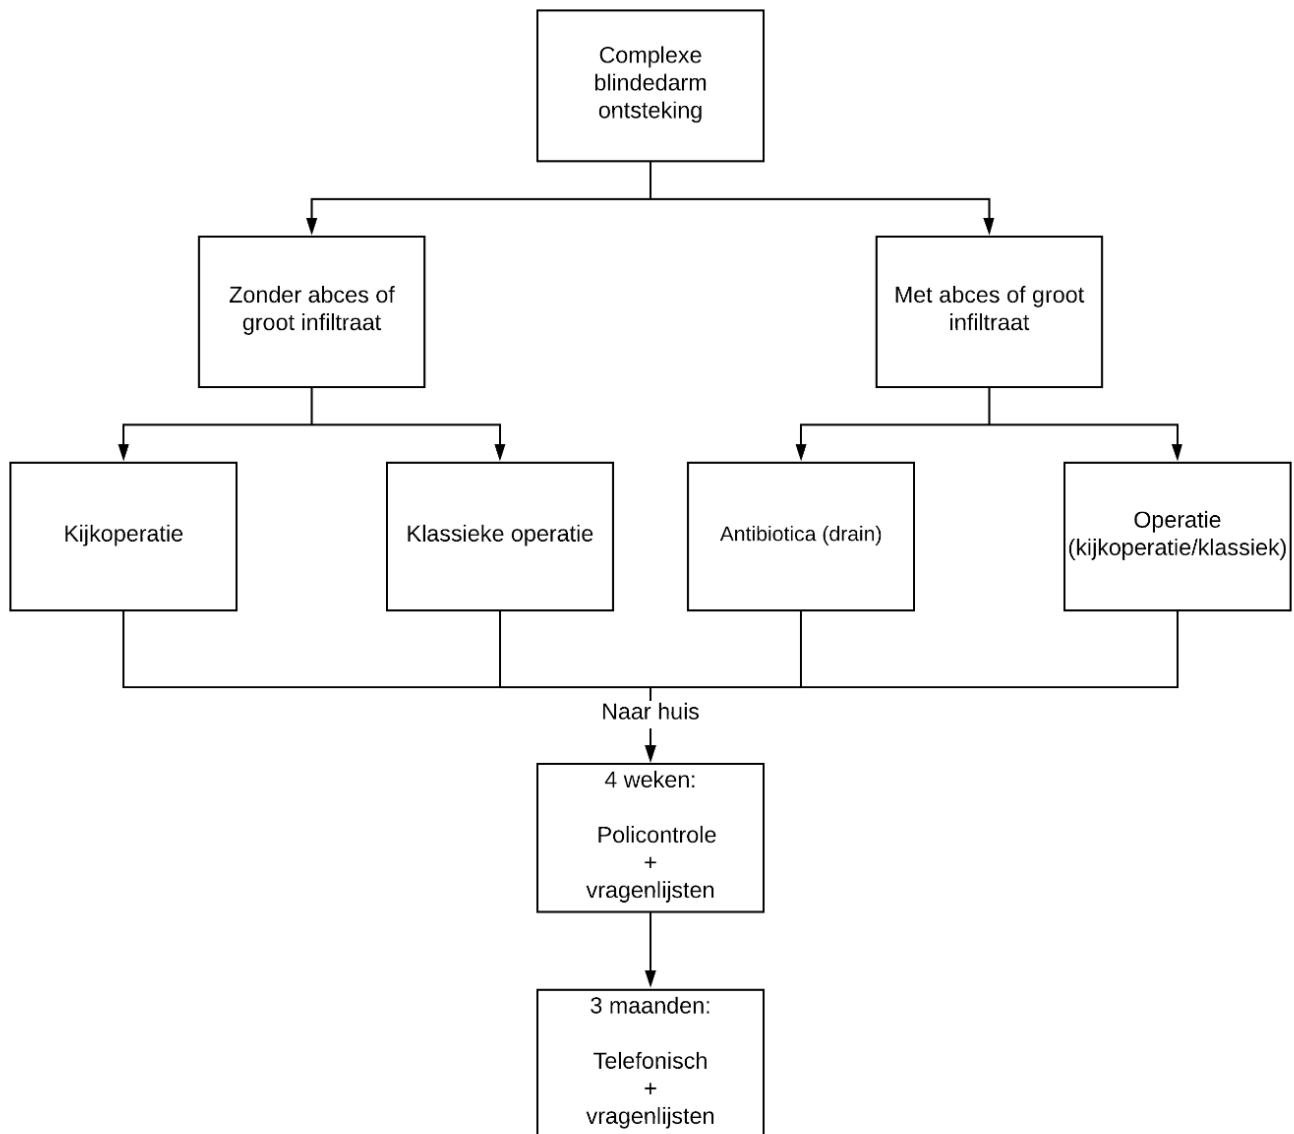 Complexe
blindedarm
ontsteking
Zonder abces of
groot infiltraat
Met abces of groot
infiltraat
Kijkoperatie
Klassieke operatie
Antibiotica (drain)
Operatie
(kijkoperatie/klassiek)
Naar huis
4 weken:
Policontrole
+
vragenlijsten
3 maanden:
Telefonisch
+
vragenlijsten